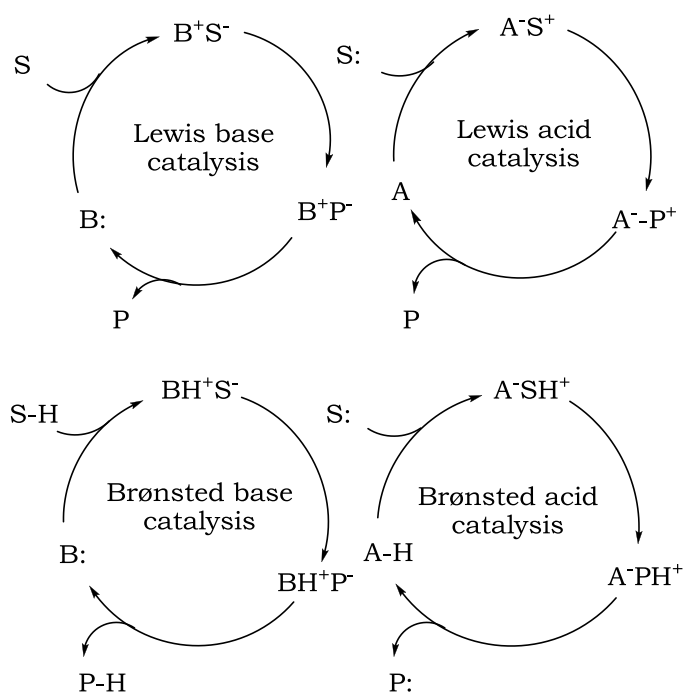 B⁺S⁻
S
Lewis base
catalysis
B:
B⁺P⁻
P
A⁻S⁺
S:
Lewis acid
catalysis
A
A⁻-P⁺
P
BH⁺S⁻
S-H
Brønsted base
catalysis
B:
BH⁺P⁻
P-H
A⁻SH⁺
S:
Brønsted acid
catalysis
A-H
A⁻PH⁺
P: